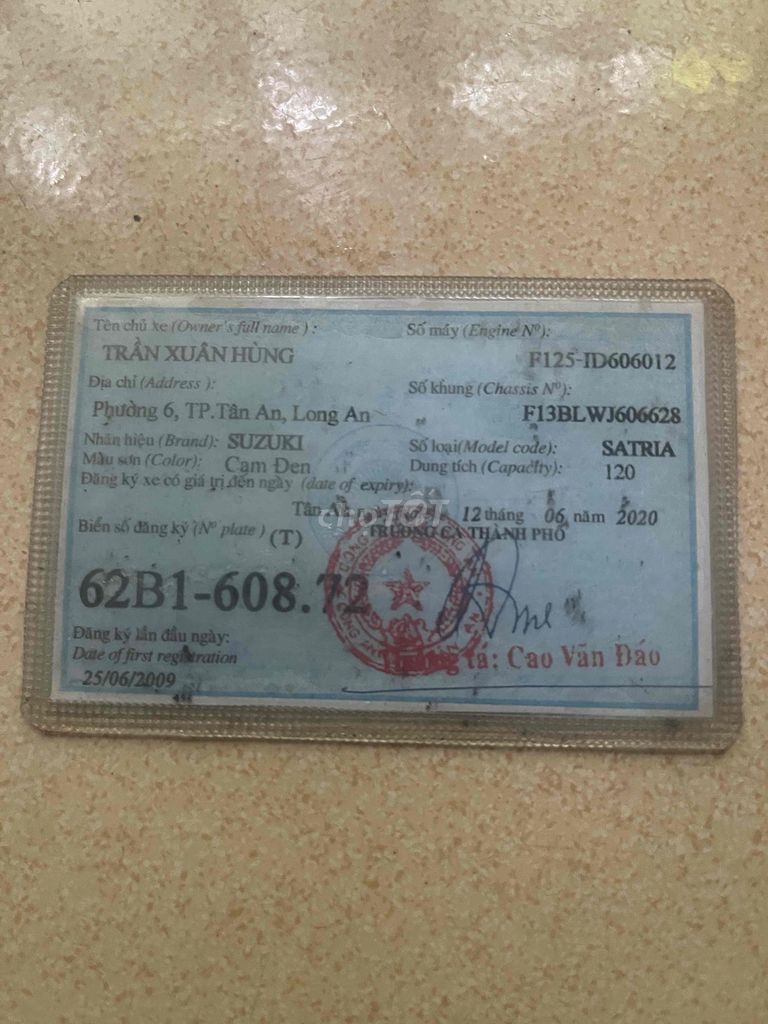 Tên chủ xe (Owner's full name ):
TRẦN XUÂN HÙNG
Địa chỉ (Address ):
Phường 6, TP.Tân An, Long An
Nhãn hiệu (Brand): SUZUKI
Màu sơn (Color): Cam Đen
Số máy (Engine Nº):
F125-ID606012
Số khung (Chassis Nº):
F13BLWJ606628
Số loại(Model code): SATRIA
Dung tích (Capacity): 120
Đăng ký xe có giá trị đến ngày (date of expiry):
Tân An 12 tháng 06 năm 2020
chợTỐT
TRƯỞNG CA THÀNH PHỐ
Biển số đăng ký (Nº plate ) (T)
62B1-608.72
Đăng ký lần đầu ngày:
Date of first registration
25/06/2009
tá: Cao Văn Đáo